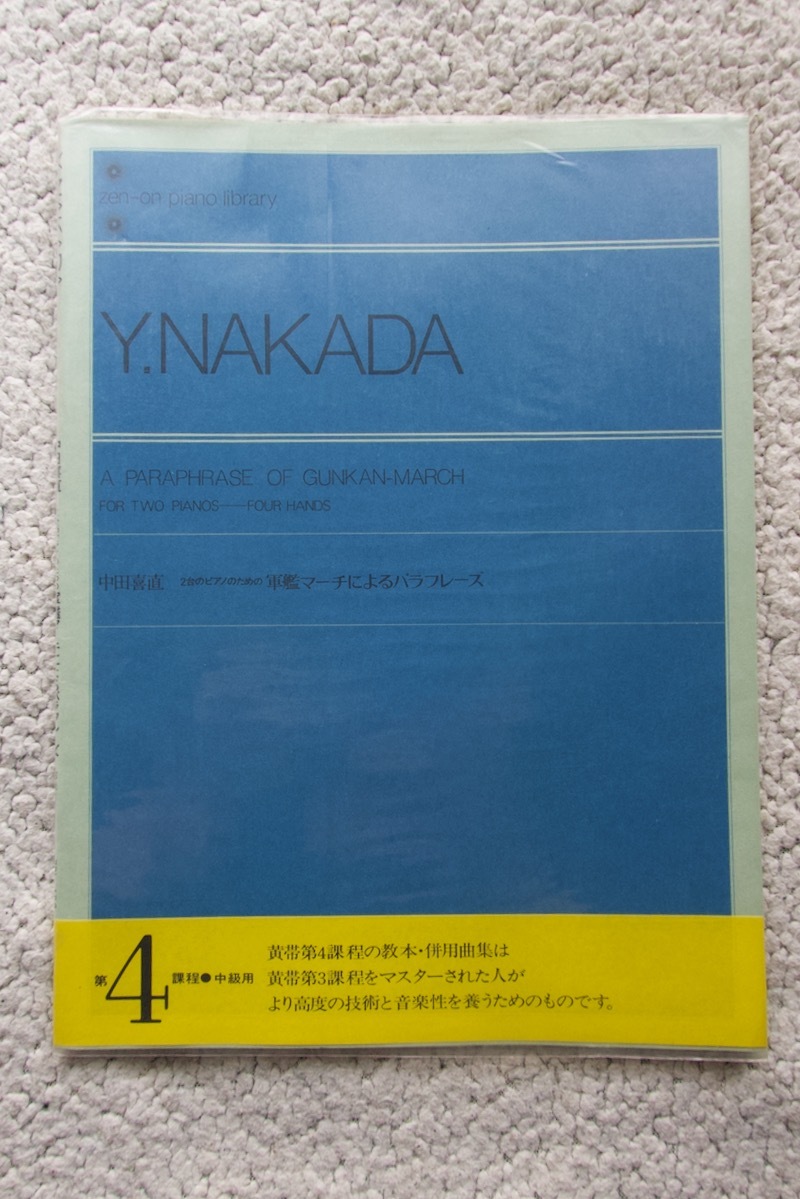 zen-on piano library
Y.NAKADA
A PARAPHRASE OF GUNKAN-MARCH
FOR TWO PIANOS—FOUR HANDS
中田喜直 2台のピアノのための 軍艦マーチによるパラフレーズ
第4課程●中級用
黄帯第4課程の教本・併用曲集は
黄帯第3課程をマスターされた人が
より高度の技術と音楽性を養うためのものです。